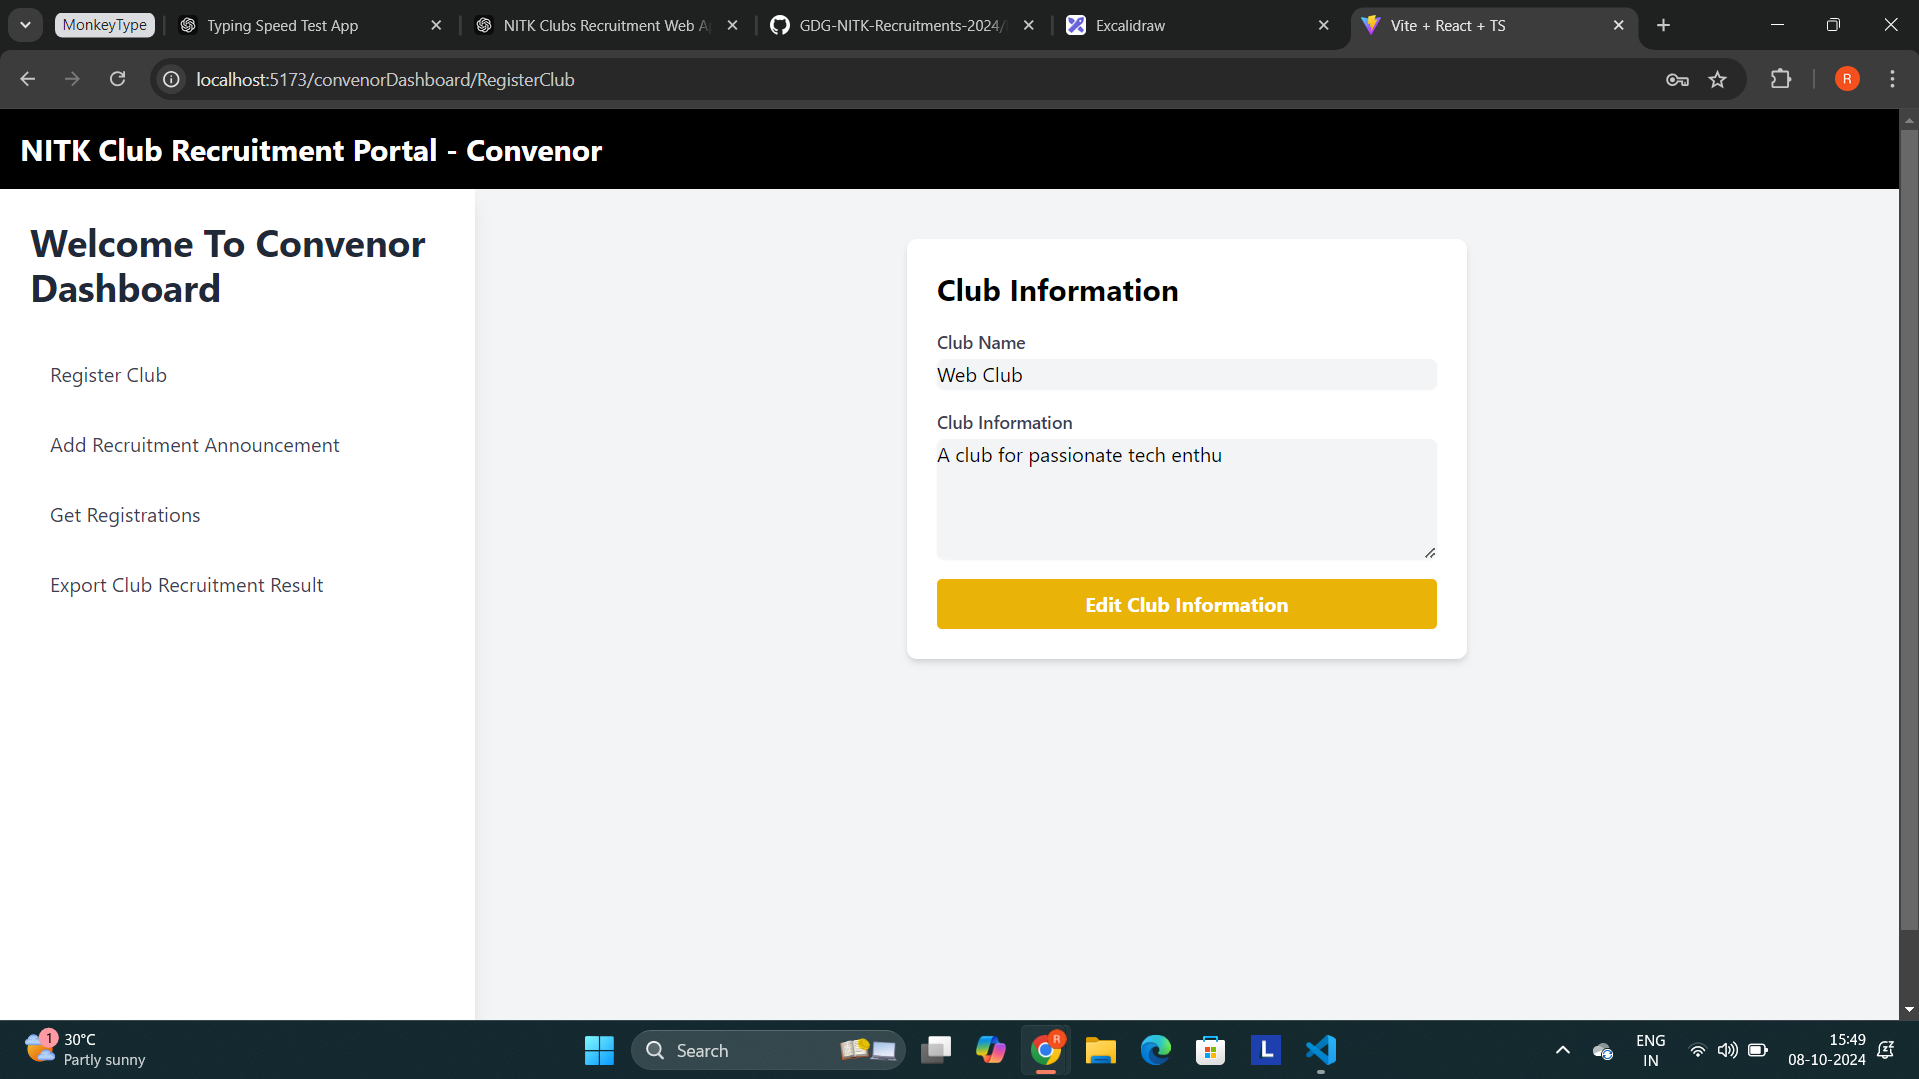 MonkeyType
Typing Speed Test App
NITK Clubs Recruitment Web A
GDG-NITK-Recruitments-2024/
Excalidraw
Vite + React + TS
localhost:5173/convenorDashboard/RegisterClub
R
NITK Club Recruitment Portal - Convenor
Welcome To Convenor
Dashboard
Register Club
Add Recruitment Announcement
Get Registrations
Export Club Recruitment Result
Club Information
Club Name
Web Club
Club Information
A club for passionate tech enthu
Edit Club Information
1
30°C
Partly sunny
Search
R
L
ENG
IN
15:49
08-10-2024